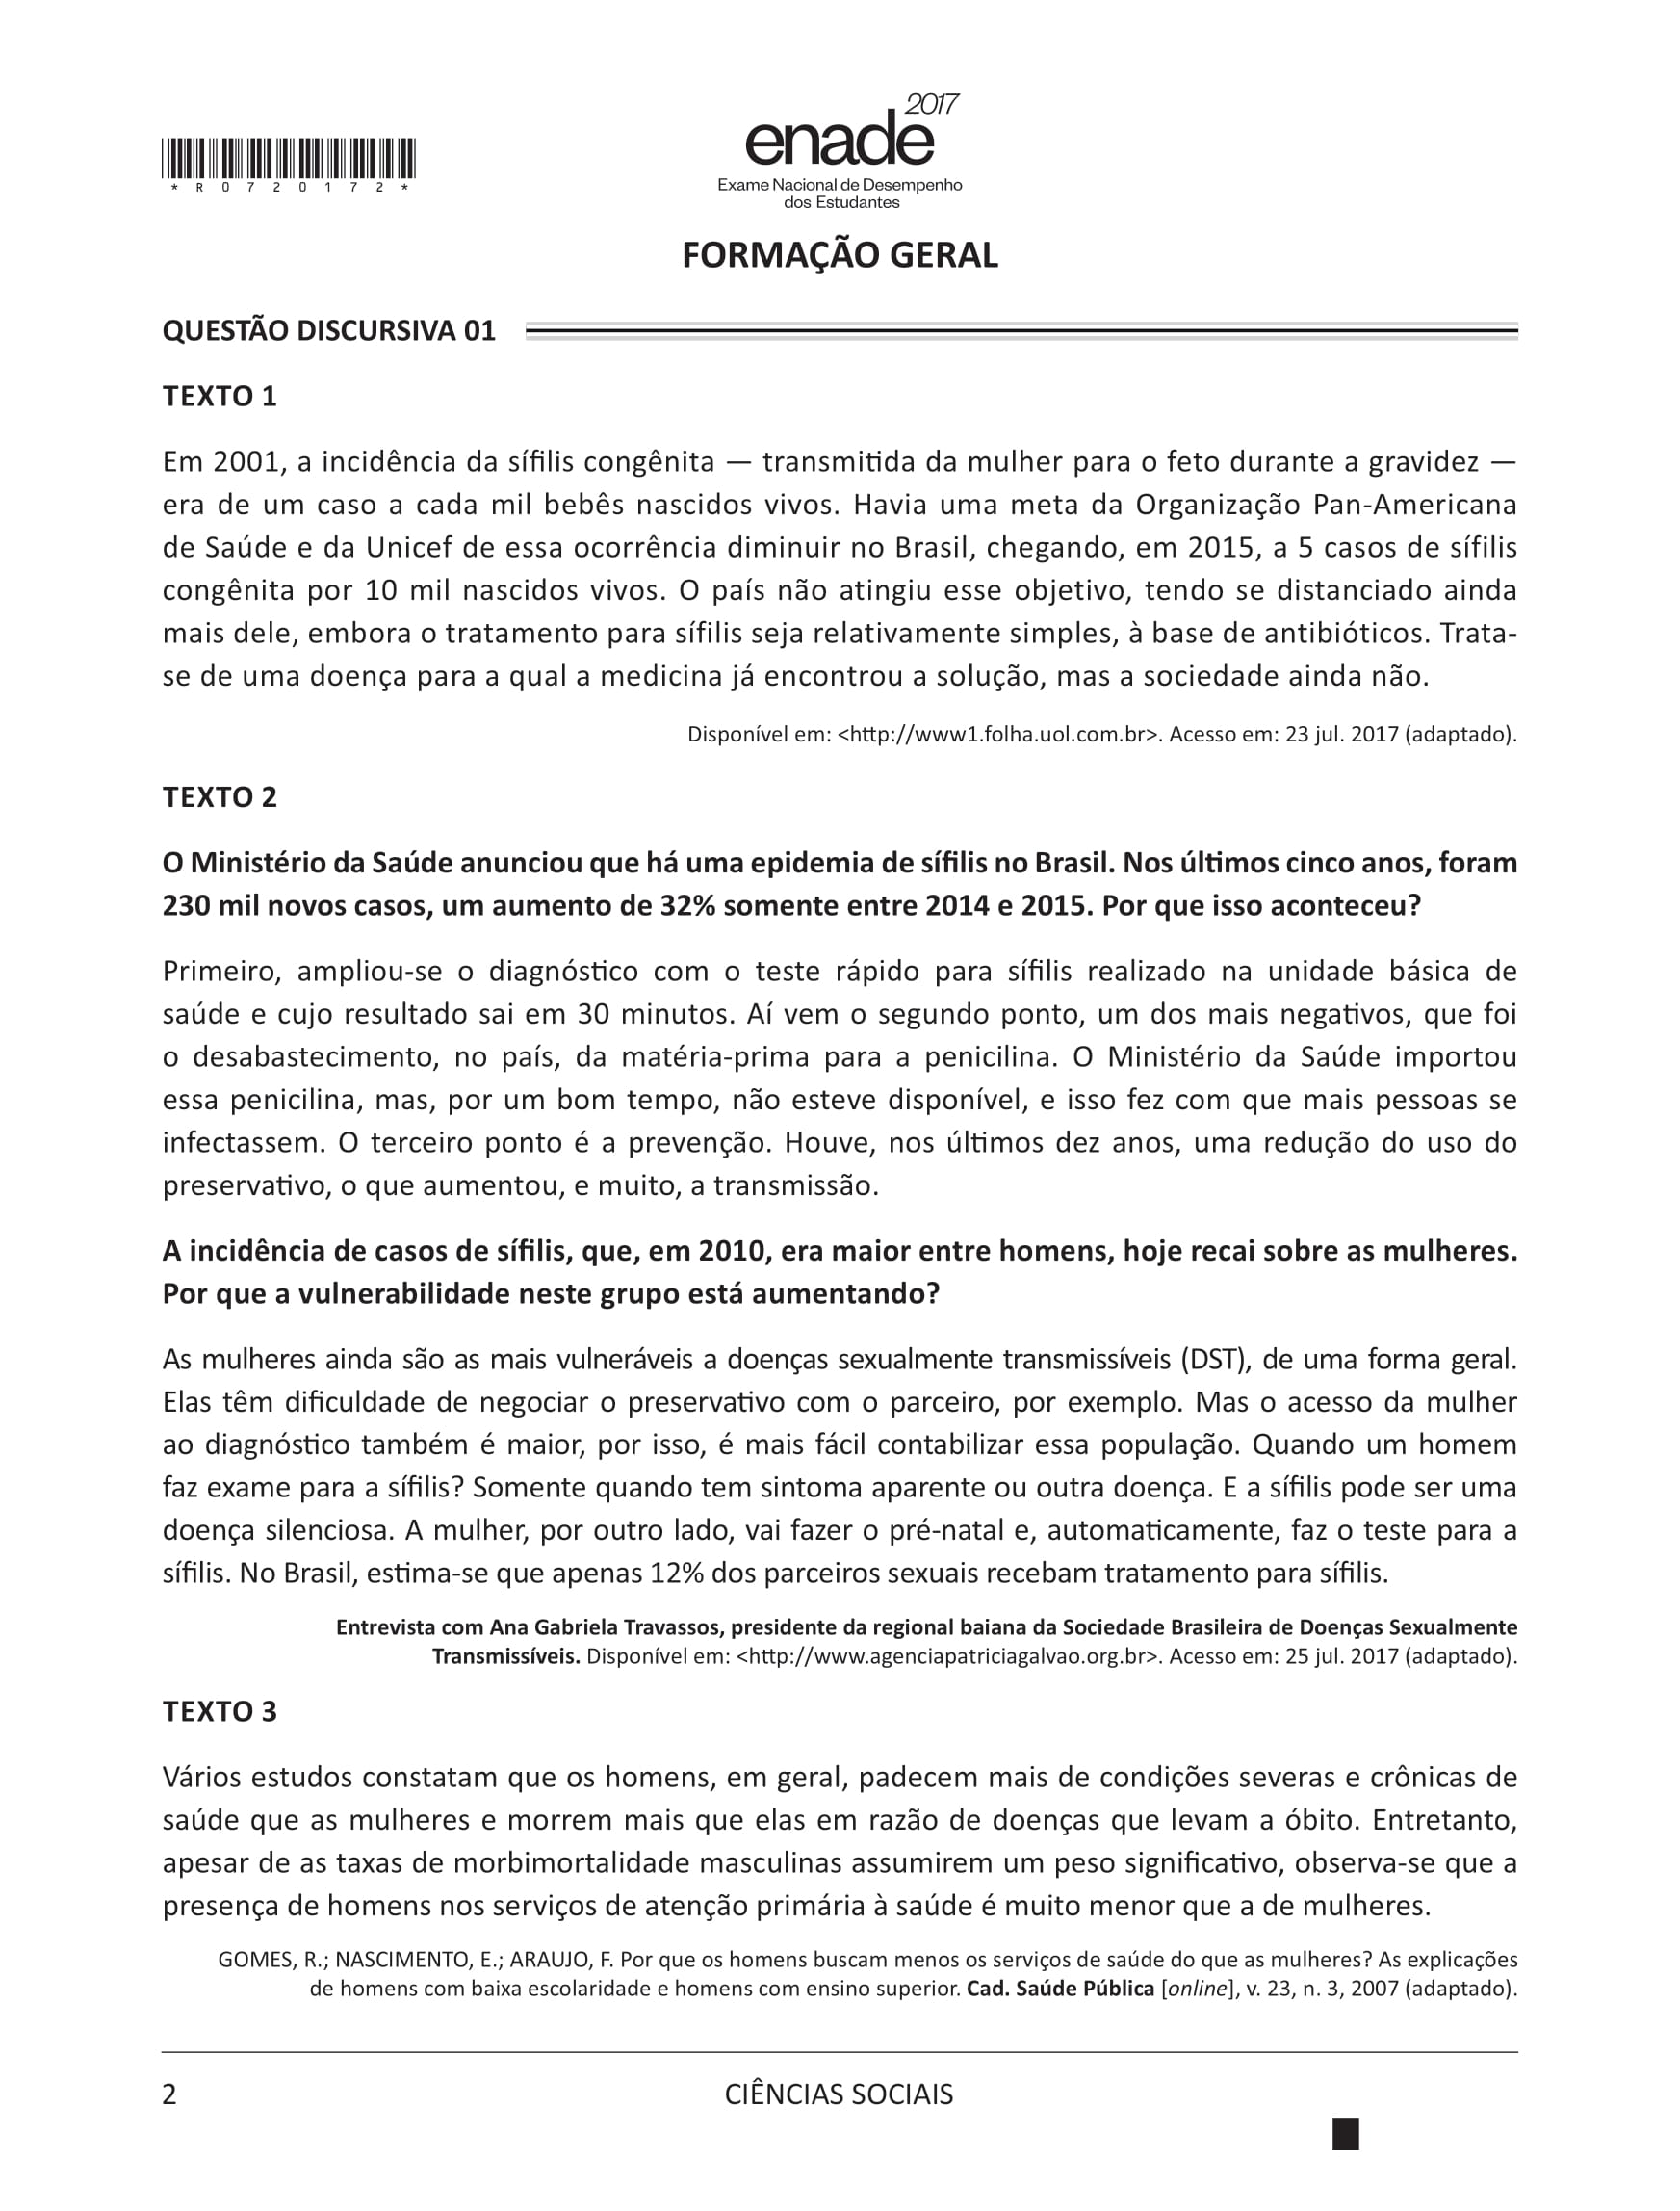 * R 0 7 2 0 1 7 2 *
2017
enade
Exame Nacional de Desempenho
dos Estudantes
FORMAÇÃO GERAL
QUESTÃO DISCURSIVA 01
TEXTO 1
Em 2001, a incidência da sífilis congênita — transmitida da mulher para o feto durante a gravidez —
era de um caso a cada mil bebês nascidos vivos. Havia uma meta da Organização Pan-Americana
de Saúde e da Unicef de essa ocorrência diminuir no Brasil, chegando, em 2015, a 5 casos de sífilis
congênita por 10 mil nascidos vivos. O país não atingiu esse objetivo, tendo se distanciado ainda
mais dele, embora o tratamento para sífilis seja relativamente simples, à base de antibióticos. Trata-
se de uma doença para a qual a medicina já encontrou a solução, mas a sociedade ainda não.
Disponível em: <http://www1.folha.uol.com.br>. Acesso em: 23 jul. 2017 (adaptado).
TEXTO 2
O Ministério da Saúde anunciou que há uma epidemia de sífilis no Brasil. Nos últimos cinco anos, foram
230 mil novos casos, um aumento de 32% somente entre 2014 e 2015. Por que isso aconteceu?
Primeiro, ampliou-se o diagnóstico com o teste rápido para sífilis realizado na unidade básica de
saúde e cujo resultado sai em 30 minutos. Aí vem o segundo ponto, um dos mais negativos, que foi
o desabastecimento, no país, da matéria-prima para a penicilina. O Ministério da Saúde importou
essa penicilina, mas, por um bom tempo, não esteve disponível, e isso fez com que mais pessoas se
infectassem. O terceiro ponto é a prevenção. Houve, nos últimos dez anos, uma redução do uso do
preservativo, o que aumentou, e muito, a transmissão.
A incidência de casos de sífilis, que, em 2010, era maior entre homens, hoje recai sobre as mulheres.
Por que a vulnerabilidade neste grupo está aumentando?
As mulheres ainda são as mais vulneráveis a doenças sexualmente transmissíveis (DST), de uma forma geral.
Elas têm dificuldade de negociar o preservativo com o parceiro, por exemplo. Mas o acesso da mulher
ao diagnóstico também é maior, por isso, é mais fácil contabilizar essa população. Quando um homem
faz exame para a sífilis? Somente quando tem sintoma aparente ou outra doença. E a sífilis pode ser uma
doença silenciosa. A mulher, por outro lado, vai fazer o pré-natal e, automaticamente, faz o teste para a
sífilis. No Brasil, estima-se que apenas 12% dos parceiros sexuais recebam tratamento para sífilis.
Entrevista com Ana Gabriela Travassos, presidente da regional baiana da Sociedade Brasileira de Doenças Sexualmente
Transmissíveis. Disponível em: <http://www.agenciapatriciagalvao.org.br>. Acesso em: 25 jul. 2017 (adaptado).
TEXTO 3
Vários estudos constatam que os homens, em geral, padecem mais de condições severas e crônicas de
saúde que as mulheres e morrem mais que elas em razão de doenças que levam a óbito. Entretanto,
apesar de as taxas de morbimortalidade masculinas assumirem um peso significativo, observa-se que a
presença de homens nos serviços de atenção primária à saúde é muito menor que a de mulheres.
GOMES, R.; NASCIMENTO, E.; ARAUJO, F. Por que os homens buscam menos os serviços de saúde do que as mulheres? As explicações
de homens com baixa escolaridade e homens com ensino superior. Cad. Saúde Pública [online], v. 23, n. 3, 2007 (adaptado).
2
CIÊNCIAS SOCIAIS